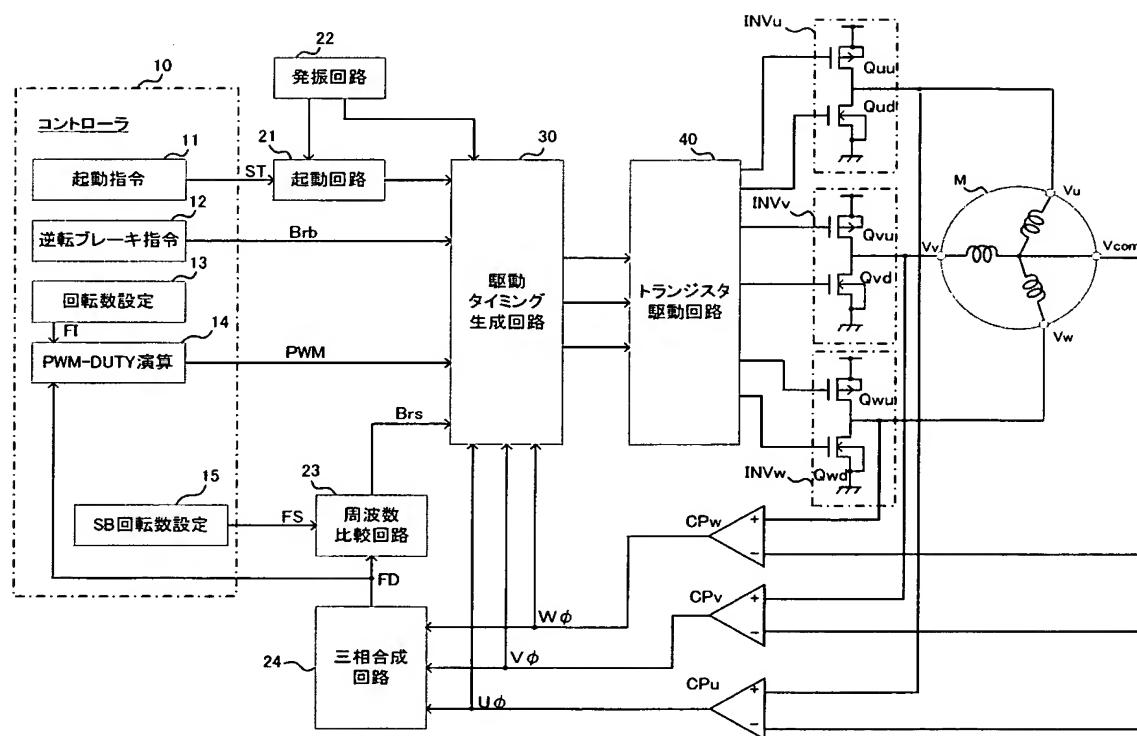 10
コントローラ
11
起動指令
ST
12
逆転ブレーキ指令
Brb
13
回転数設定
FI
14
PWM-DUTY演算
PWM
15
SB回転数設定
FS
22
発振回路
21
起動回路
Brs
23
周波数
比較回路
FD
24
三相合成
回路
30
駆動
タイミング
生成回路
40
トランジスタ
駆動回路
INVu
Quu
Qud
INVv
Qvu
Qvd
INVw
Qwu
Qwd
M
Vu
Vv
Vcom
Vw
CPw
+
−
Wφ
CPv
+
−
Vφ
CPu
+
−
Uφ